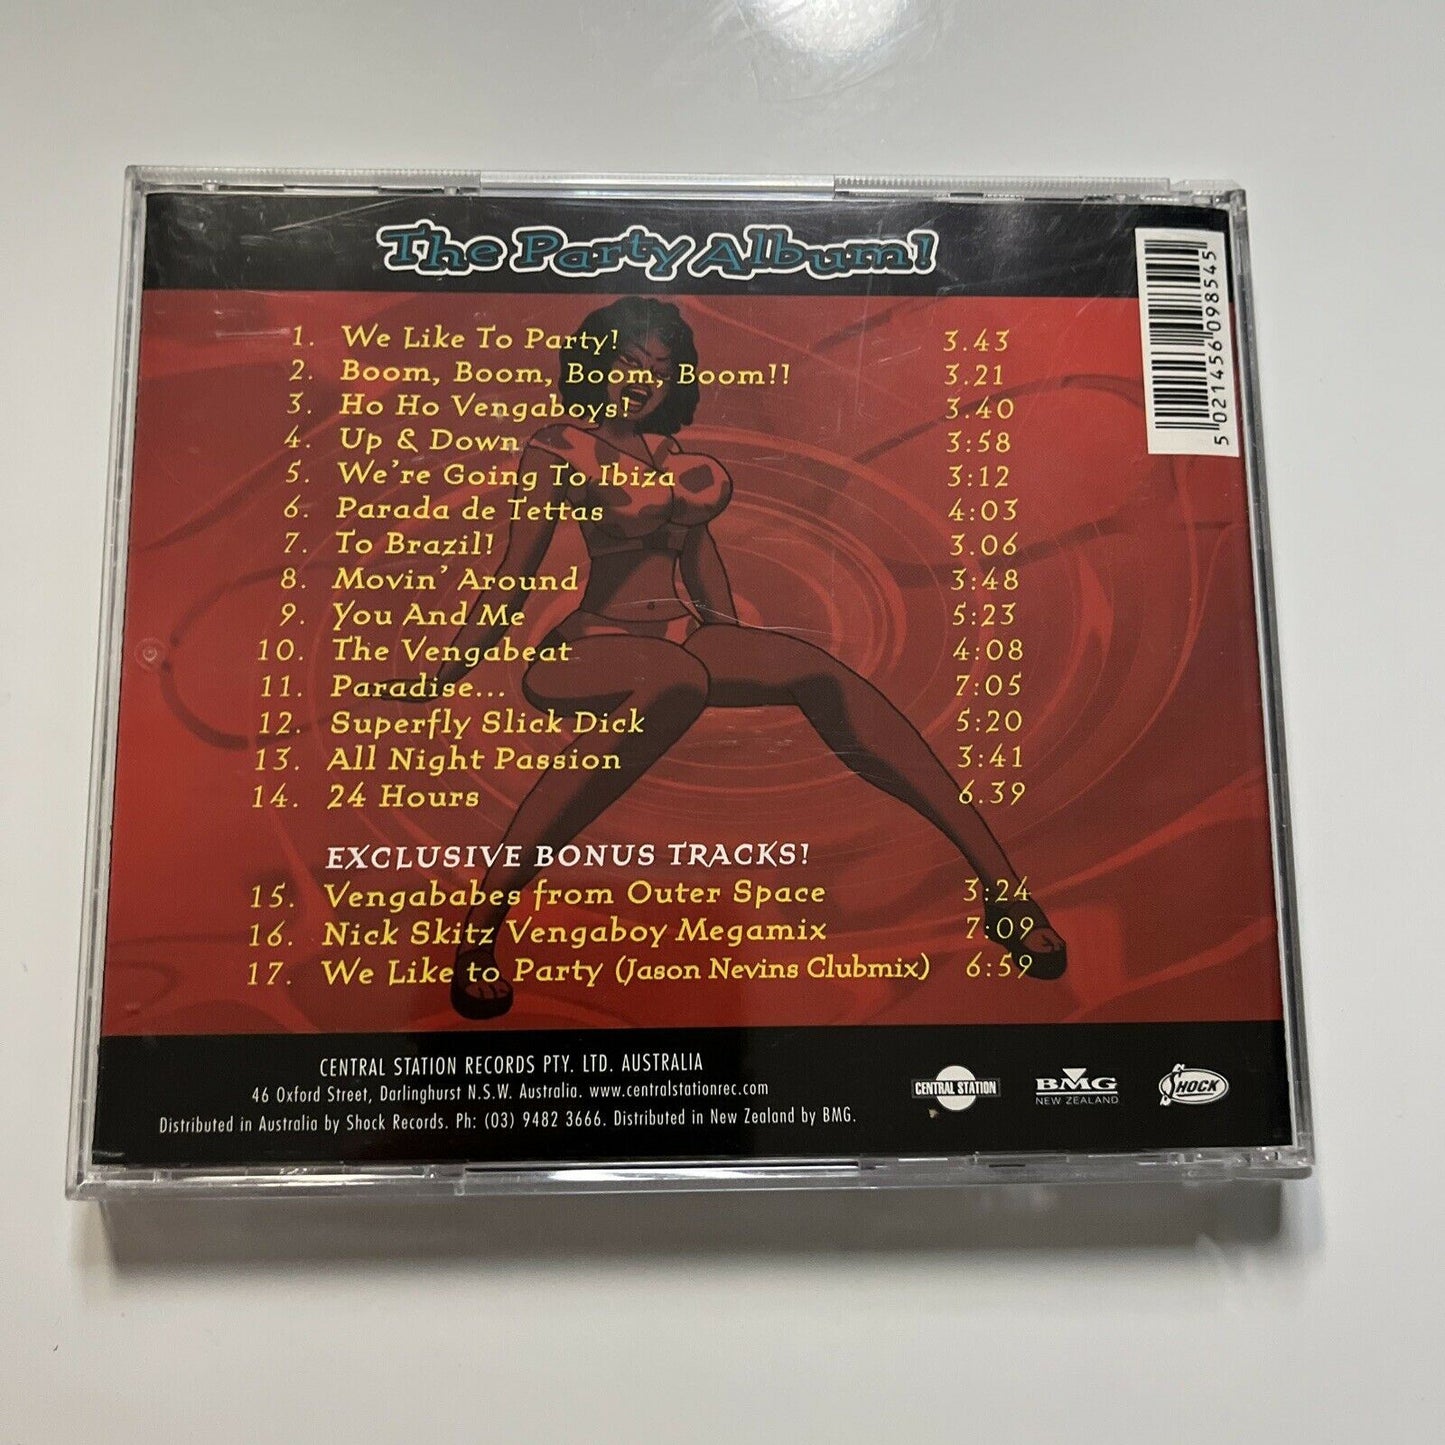 The Party Album!
1. We Like To Party! 3.43
2. Boom, Boom, Boom, Boom!! 3.21
3. Ho Ho Vengaboys! 3.40
4. Up & Down 3:58
5. We're Going To Ibiza 3:12
6. Parada de Tettas 4:03
7. To Brazil! 3.06
8. Movin' Around 3:48
9. You And Me 5:23
10. The Vengabeat 4:08
11. Paradise... 7:05
12. Superfly Slick Dick 5:20
13. All Night Passion 3:41
14. 24 Hours 6.39
EXCLUSIVE BONUS TRACKS!
15. Vengababes from Outer Space 3:24
16. Nick Skitz Vengaboy Megamix 7:09
17. We Like to Party (Jason Nevins Clubmix) 6:59
5 021456 098545
CENTRAL STATION RECORDS PTY. LTD. AUSTRALIA
46 Oxford Street, Darlinghurst N.S.W. Australia. www.centralstationrec.com
Distributed in Australia by Shock Records. Ph: (03) 9482 3666. Distributed in New Zealand by BMG.
CENTRAL STATION
BMG
NEW ZEALAND
SHOCK